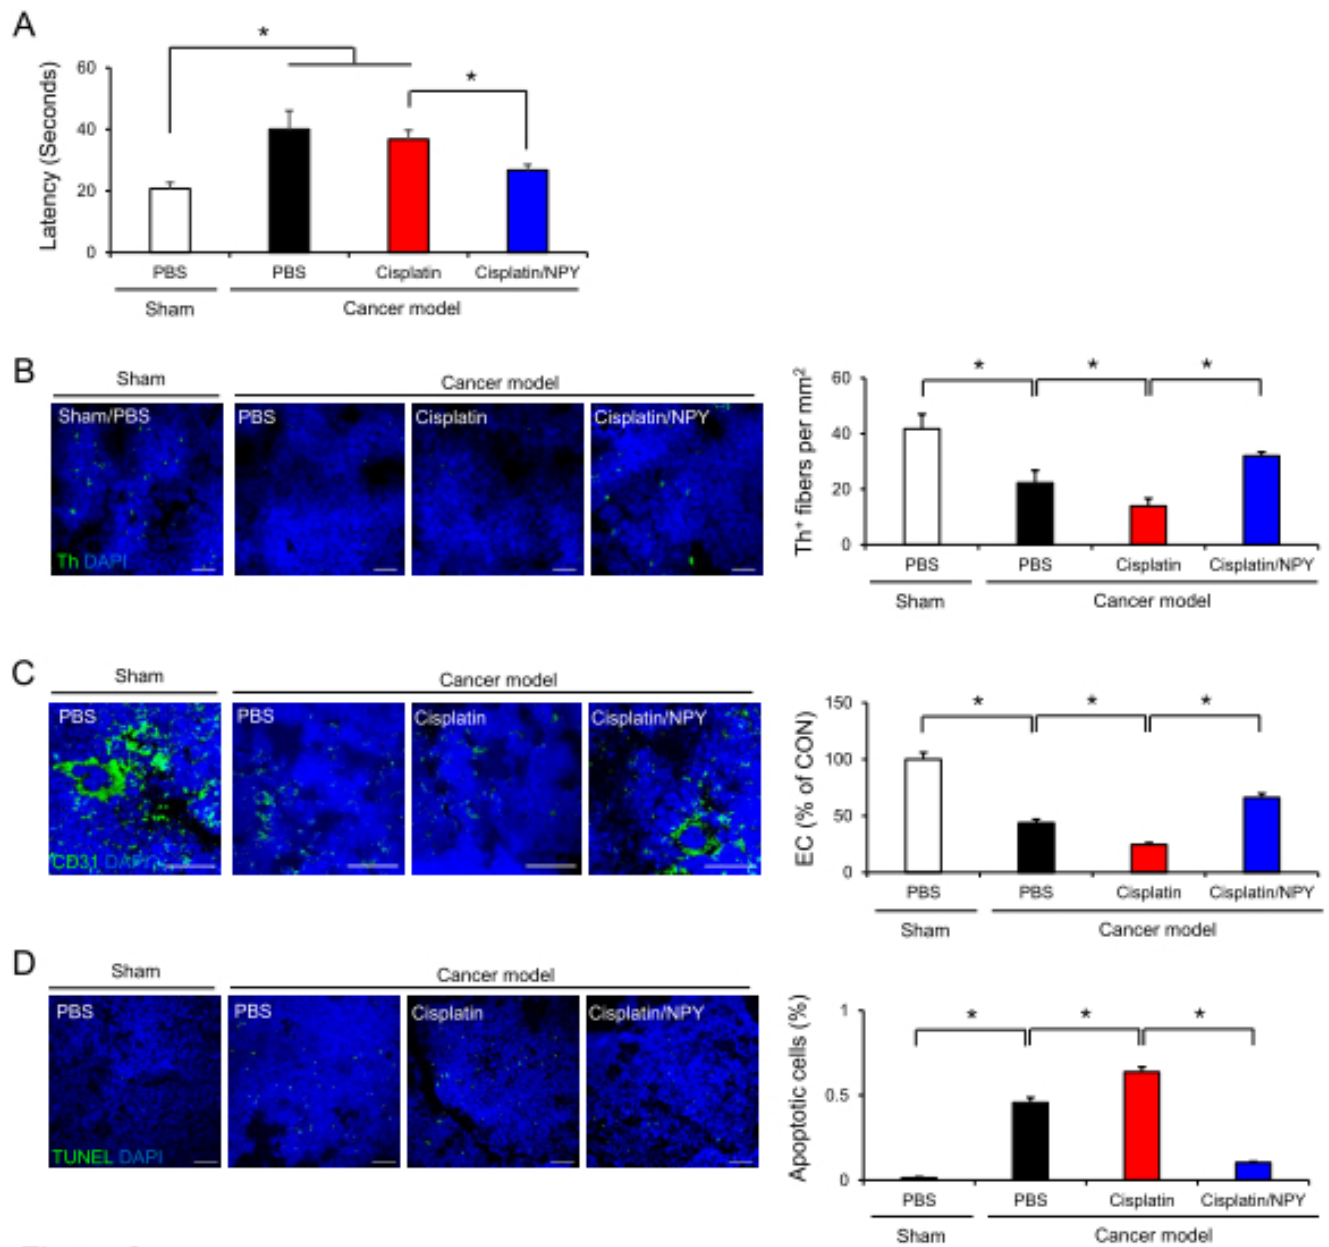 A
*
*
Latency (Seconds)
60
40
20
0
PBS
PBS
Cisplatin
Cisplatin/NPY
Sham
Cancer model
B
Sham
Cancer model
Sham/PBS
PBS
Cisplatin
Cisplatin/NPY
Th DAPI
* * *
Th⁺ fibers per mm²
60
40
20
0
PBS
PBS
Cisplatin
Cisplatin/NPY
Sham
Cancer model
C
Sham
Cancer model
PBS
PBS
Cisplatin
Cisplatin/NPY
CD31 DAPI
* * *
EC (% of CON)
150
100
50
0
PBS
PBS
Cisplatin
Cisplatin/NPY
Sham
Cancer model
D
Sham
Cancer model
PBS
PBS
Cisplatin
Cisplatin/NPY
TUNEL DAPI
* * *
Apoptotic cells (%)
1
0.5
0
PBS
PBS
Cisplatin
Cisplatin/NPY
Sham
Cancer model